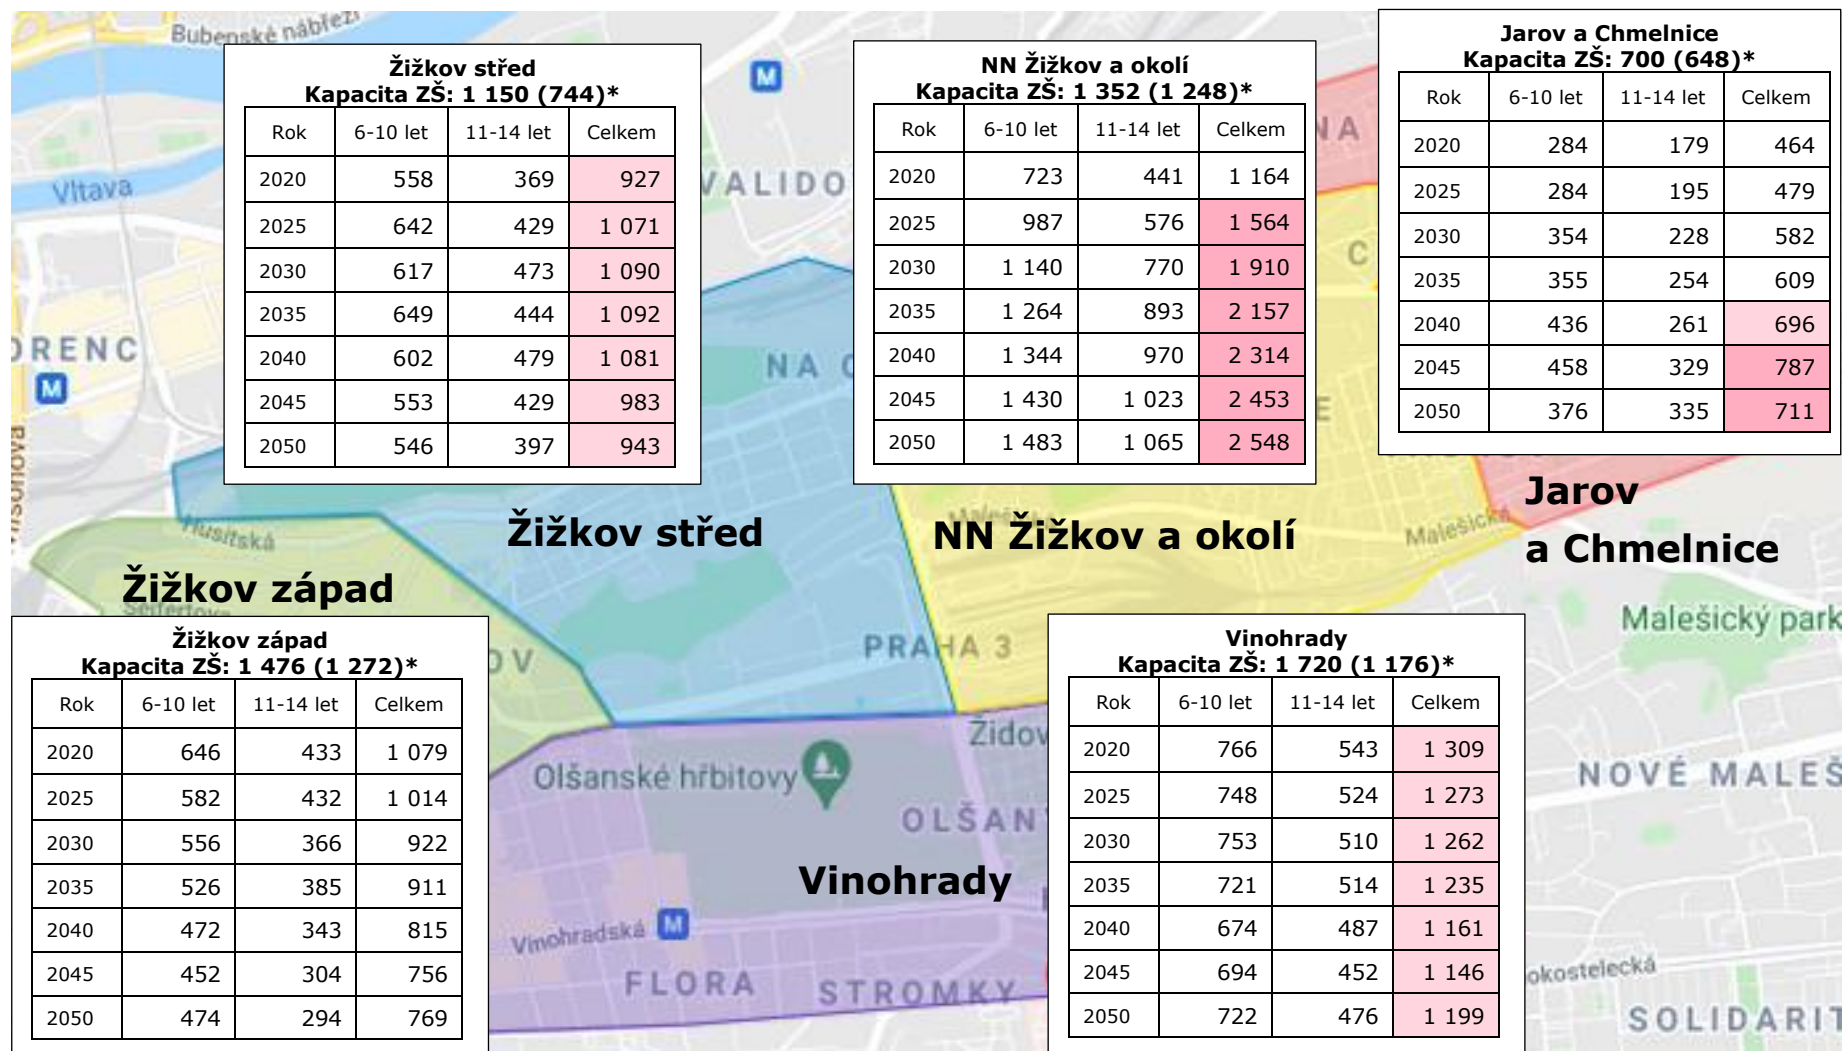 Bubenské nábřeží
Žižkov střed
Kapacita ZŠ: 1 150 (744)*
Rok 6-10 let 11-14 let Celkem
2020 558 369 927
2025 642 429 1 071
2030 617 473 1 090
2035 649 444 1 092
2040 602 479 1 081
2045 553 429 983
2050 546 397 943
M
NN Žižkov a okolí
Kapacita ZŠ: 1 352 (1 248)*
Rok 6-10 let 11-14 let Celkem
2020 723 441 1 164
2025 987 576 1 564
2030 1 140 770 1 910
2035 1 264 893 2 157
2040 1 344 970 2 314
2045 1 430 1 023 2 453
2050 1 483 1 065 2 548
Jarov a Chmelnice
Kapacita ZŠ: 700 (648)*
Rok 6-10 let 11-14 let Celkem
2020 284 179 464
2025 284 195 479
2030 354 228 582
2035 355 254 609
2040 436 261 696
2045 458 329 787
2050 376 335 711
Vltava
VALIDO
NA
C
ORENC
M
NA O
E
Husitská
Malešická
Žižkov střed
NN Žižkov a okolí
Jarov
a Chmelnice
Žižkov západ
Seifertova
Malešický park
OV
PRAHA 3
Žižkov západ
Kapacita ZŠ: 1 476 (1 272)*
Rok 6-10 let 11-14 let Celkem
2020 646 433 1 079
2025 582 432 1 014
2030 556 366 922
2035 526 385 911
2040 472 343 815
2045 452 304 756
2050 474 294 769
Vinohrady
Kapacita ZŠ: 1 720 (1 176)*
Rok 6-10 let 11-14 let Celkem
2020 766 543 1 309
2025 748 524 1 273
2030 753 510 1 262
2035 721 514 1 235
2040 674 487 1 161
2045 694 452 1 146
2050 722 476 1 199
Židov
Olšanské hřbitovy
OLŠAN
NOVÉ MALEŠ
Vinohrady
Vinohradská M
FLORA
STROMKY
okostelecká
SOLIDARIT